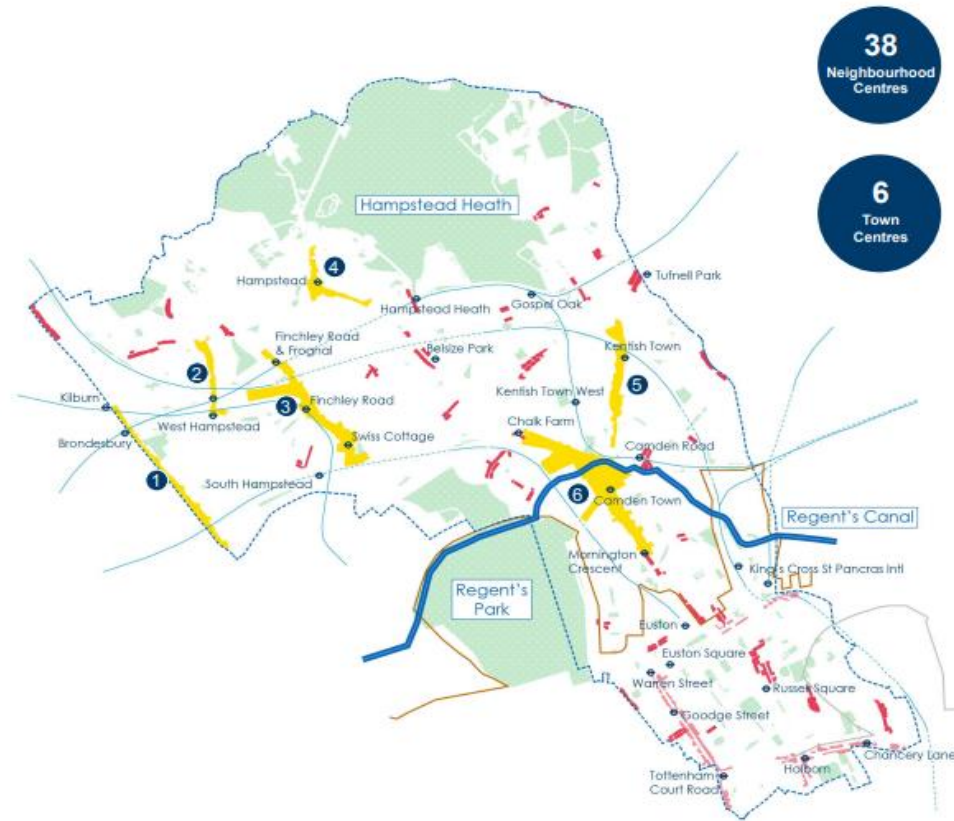 38
Neighbourhood
Centres
6
Town
Centres
Hampstead Heath
4
Hampstead
Tufnell Park
Hampstead Heath
Gospel Oak
Finchley Road
& Froghal
Belsize Park
Kentish Town
2
5
Kilburn
Kentish Town West
3
Finchley Road
West Hampstead
Chalk Farm
Brondesbury
Swiss Cottage
Camden Road
1
South Hampstead
6
Camden Town
Regent's Canal
Mornington
Crescent
King's Cross St Pancras Intl
Regent's
Park
Euston
Euston Square
Warren Street
Russel Square
Goodge Street
Chancery Lane
Holborn
Tottenham
Court Road